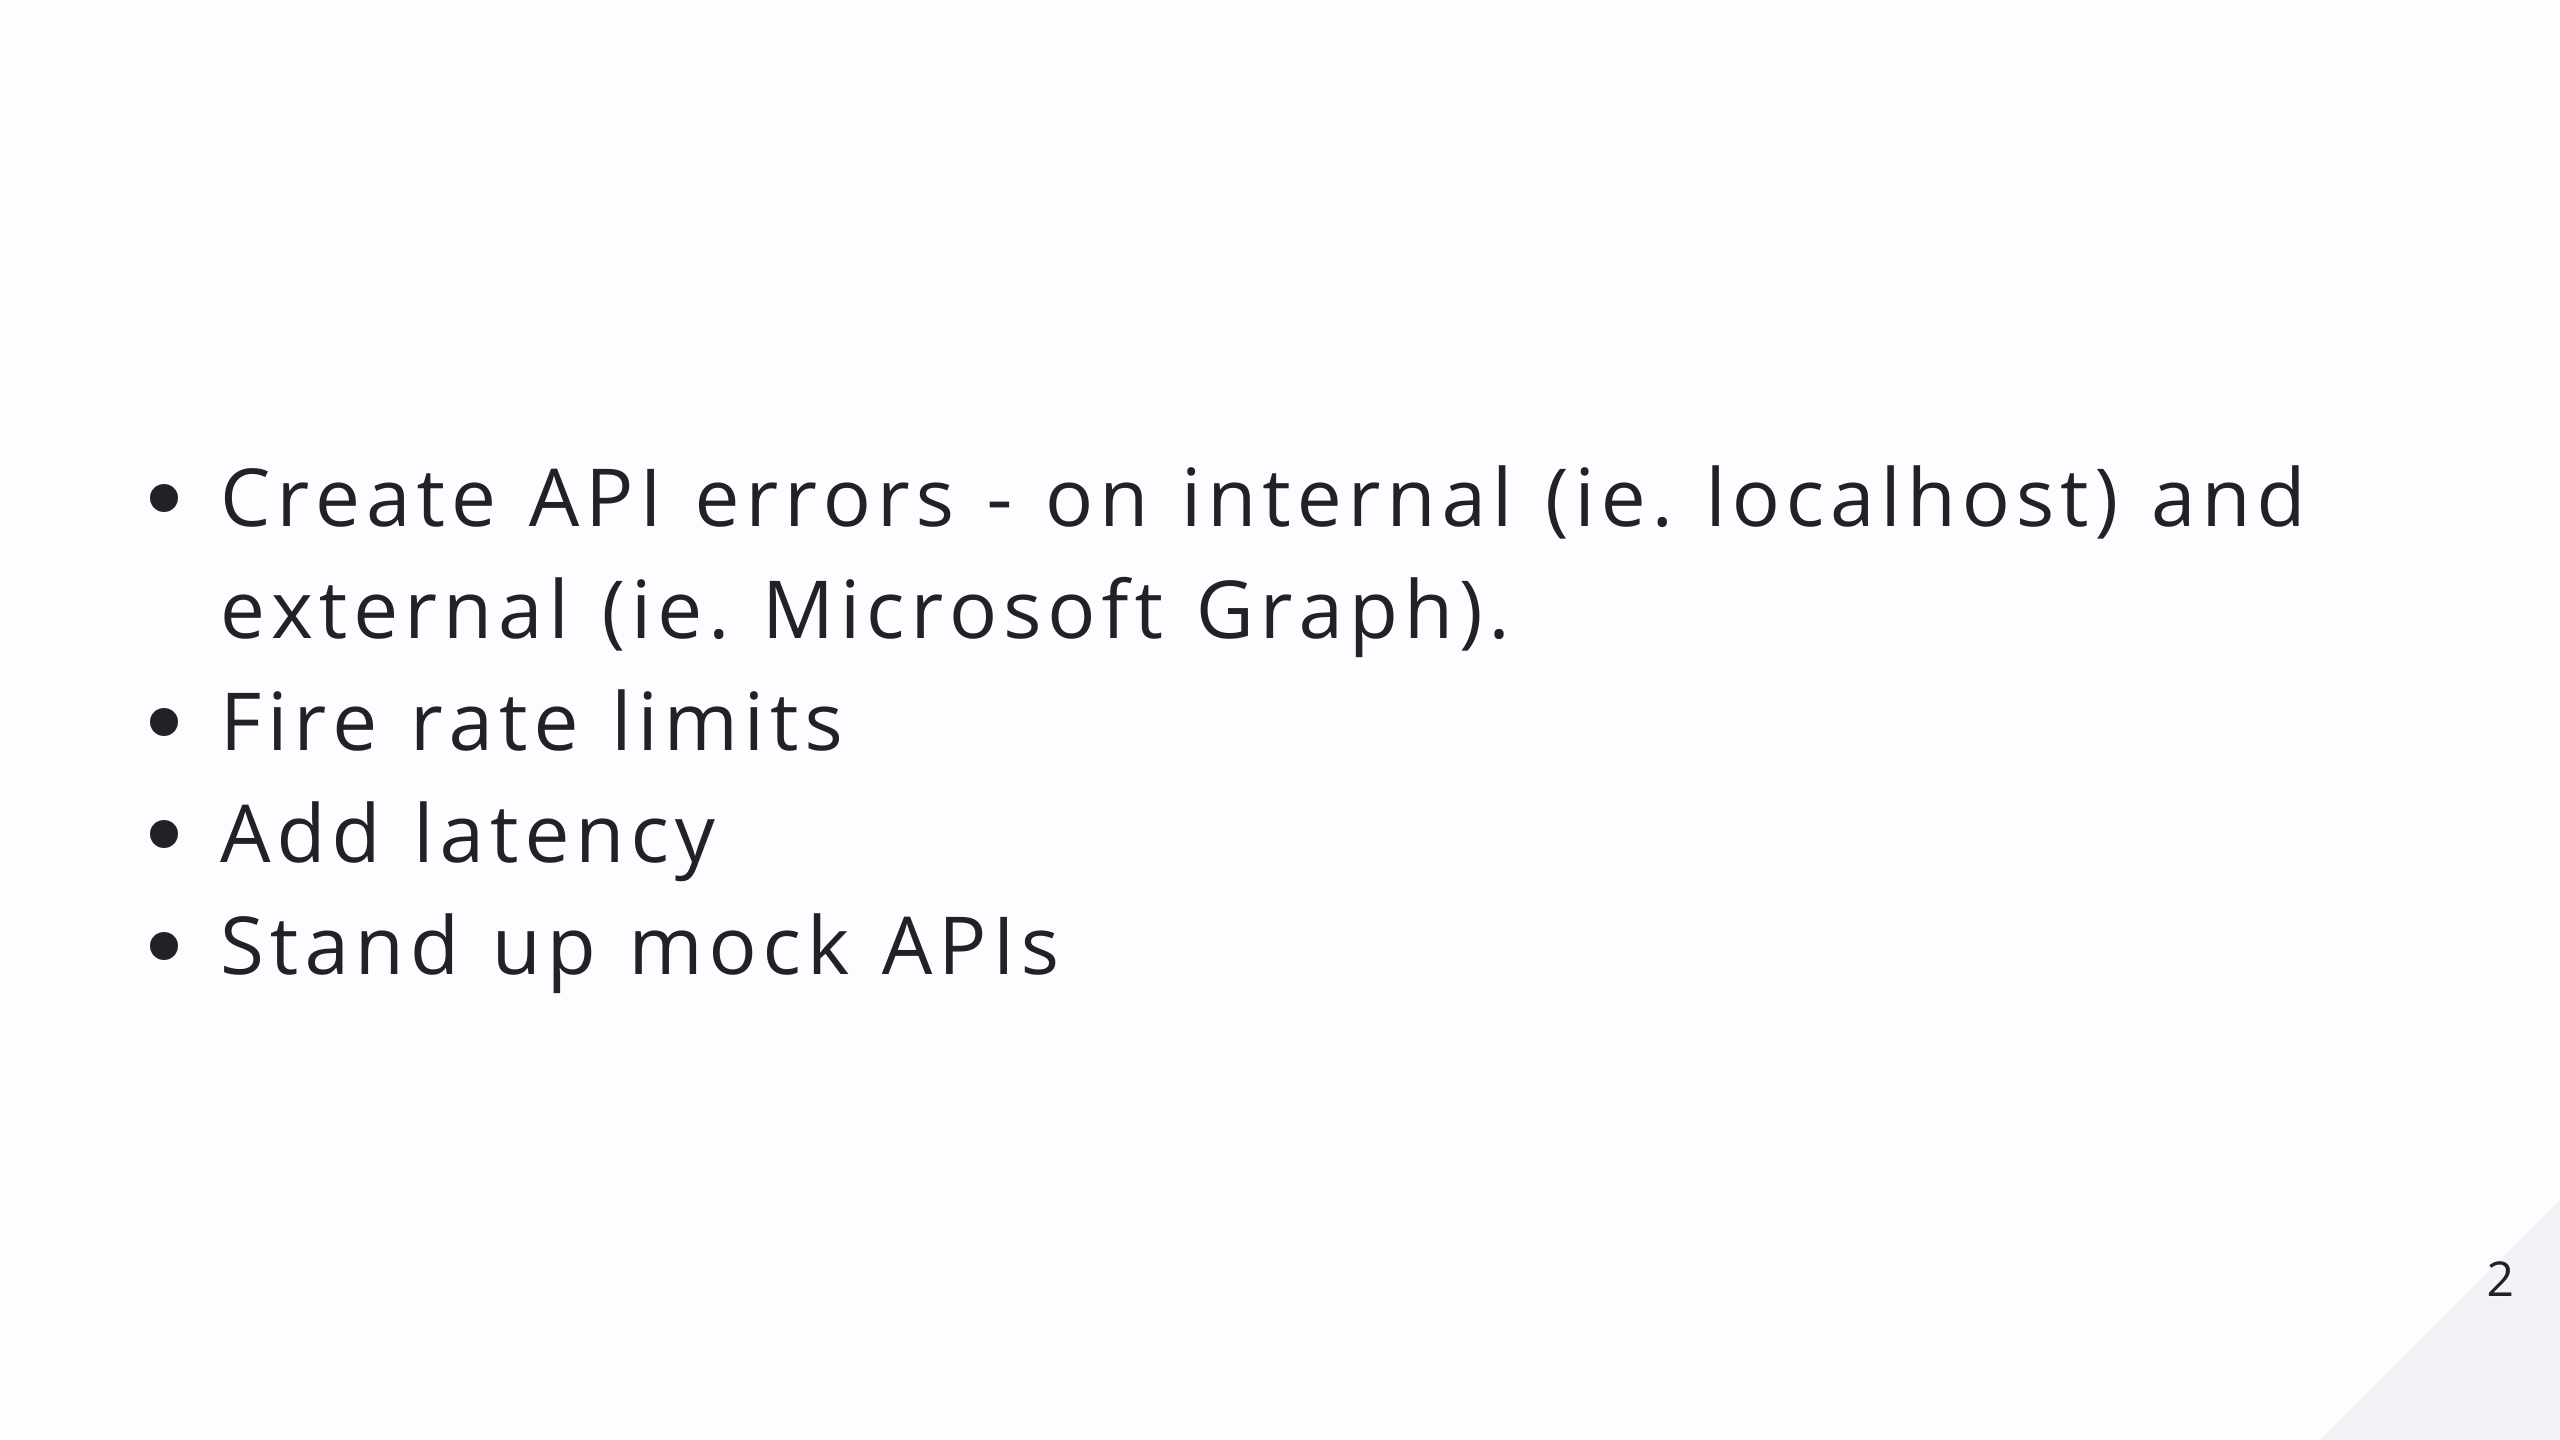 • Create API errors - on internal (ie. localhost) and
external (ie. Microsoft Graph).
• Fire rate limits
• Add latency
• Stand up mock APIs
2